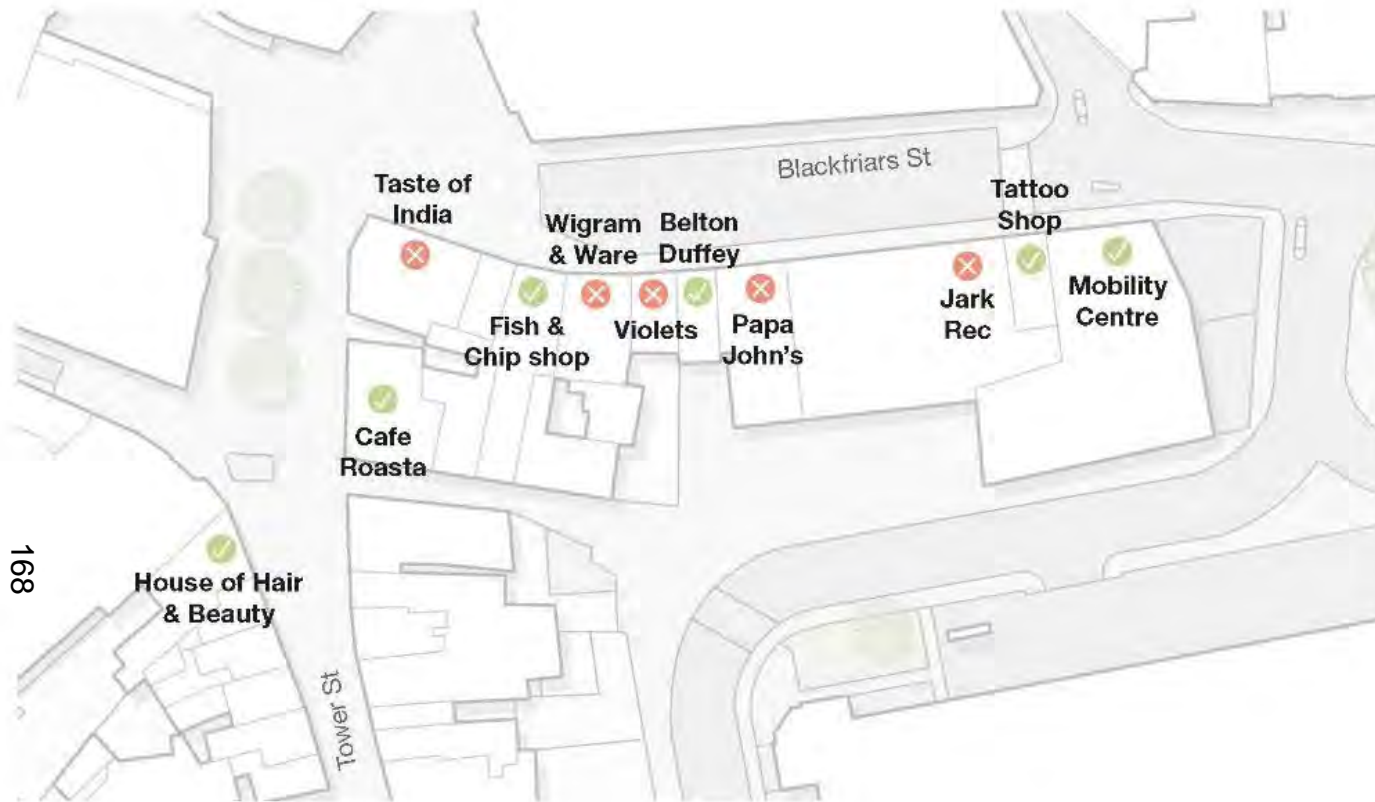 Blackfriars St
Taste of
India
Wigram
& Ware
Belton
Duffey
Tattoo
Shop
Fish &
Chip shop
Violets
Papa
John's
Jark
Rec
Mobility
Centre
Cafe
Roasta
House of Hair
& Beauty
Tower St
168